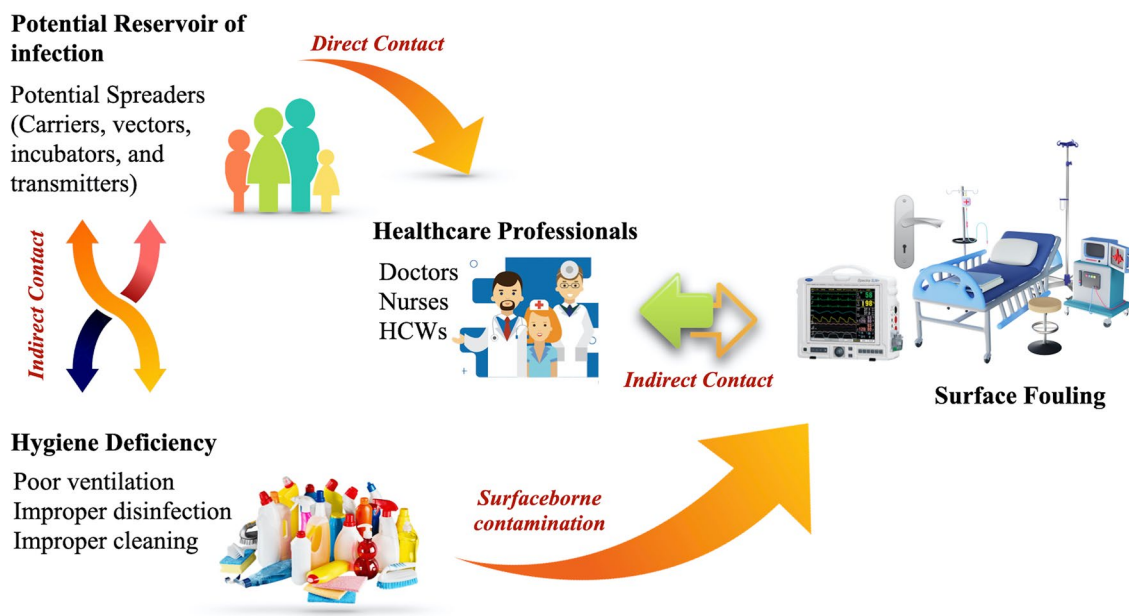 Potential Reservoir of
infection
Potential Spreaders
(Carriers, vectors,
incubators, and
transmitters)
Direct Contact
Indirect Contact
Healthcare Professionals
Doctors
Nurses
HCWs
Indirect Contact
Surface Fouling
Hygiene Deficiency
Poor ventilation
Improper disinfection
Improper cleaning
Surfaceborne
contamination